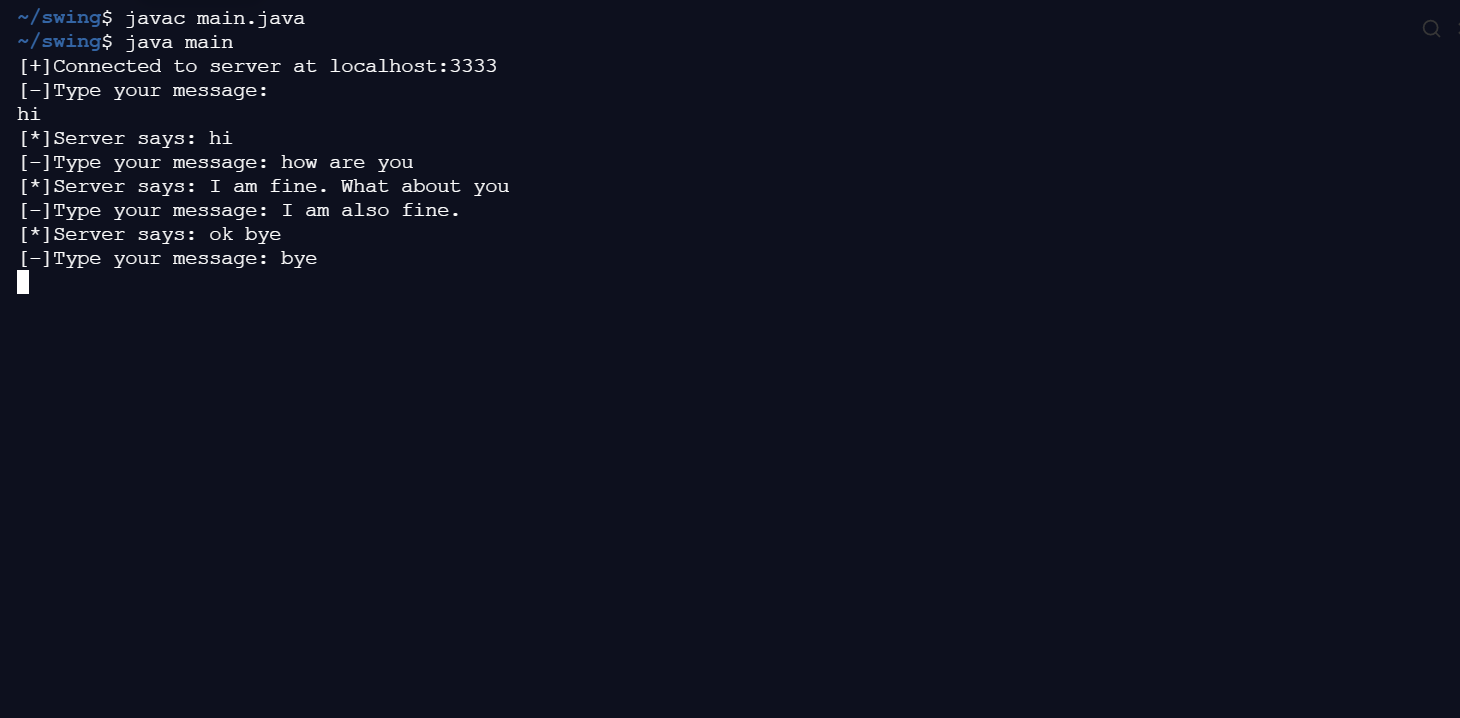 ~/swing$ javac main.java
~/swing$ java main
[+]Connected to server at localhost:3333
[-]Type your message:
hi
[*]Server says: hi
[-]Type your message: how are you
[*]Server says: I am fine. What about you
[-]Type your message: I am also fine.
[*]Server says: ok bye
[-]Type your message: bye